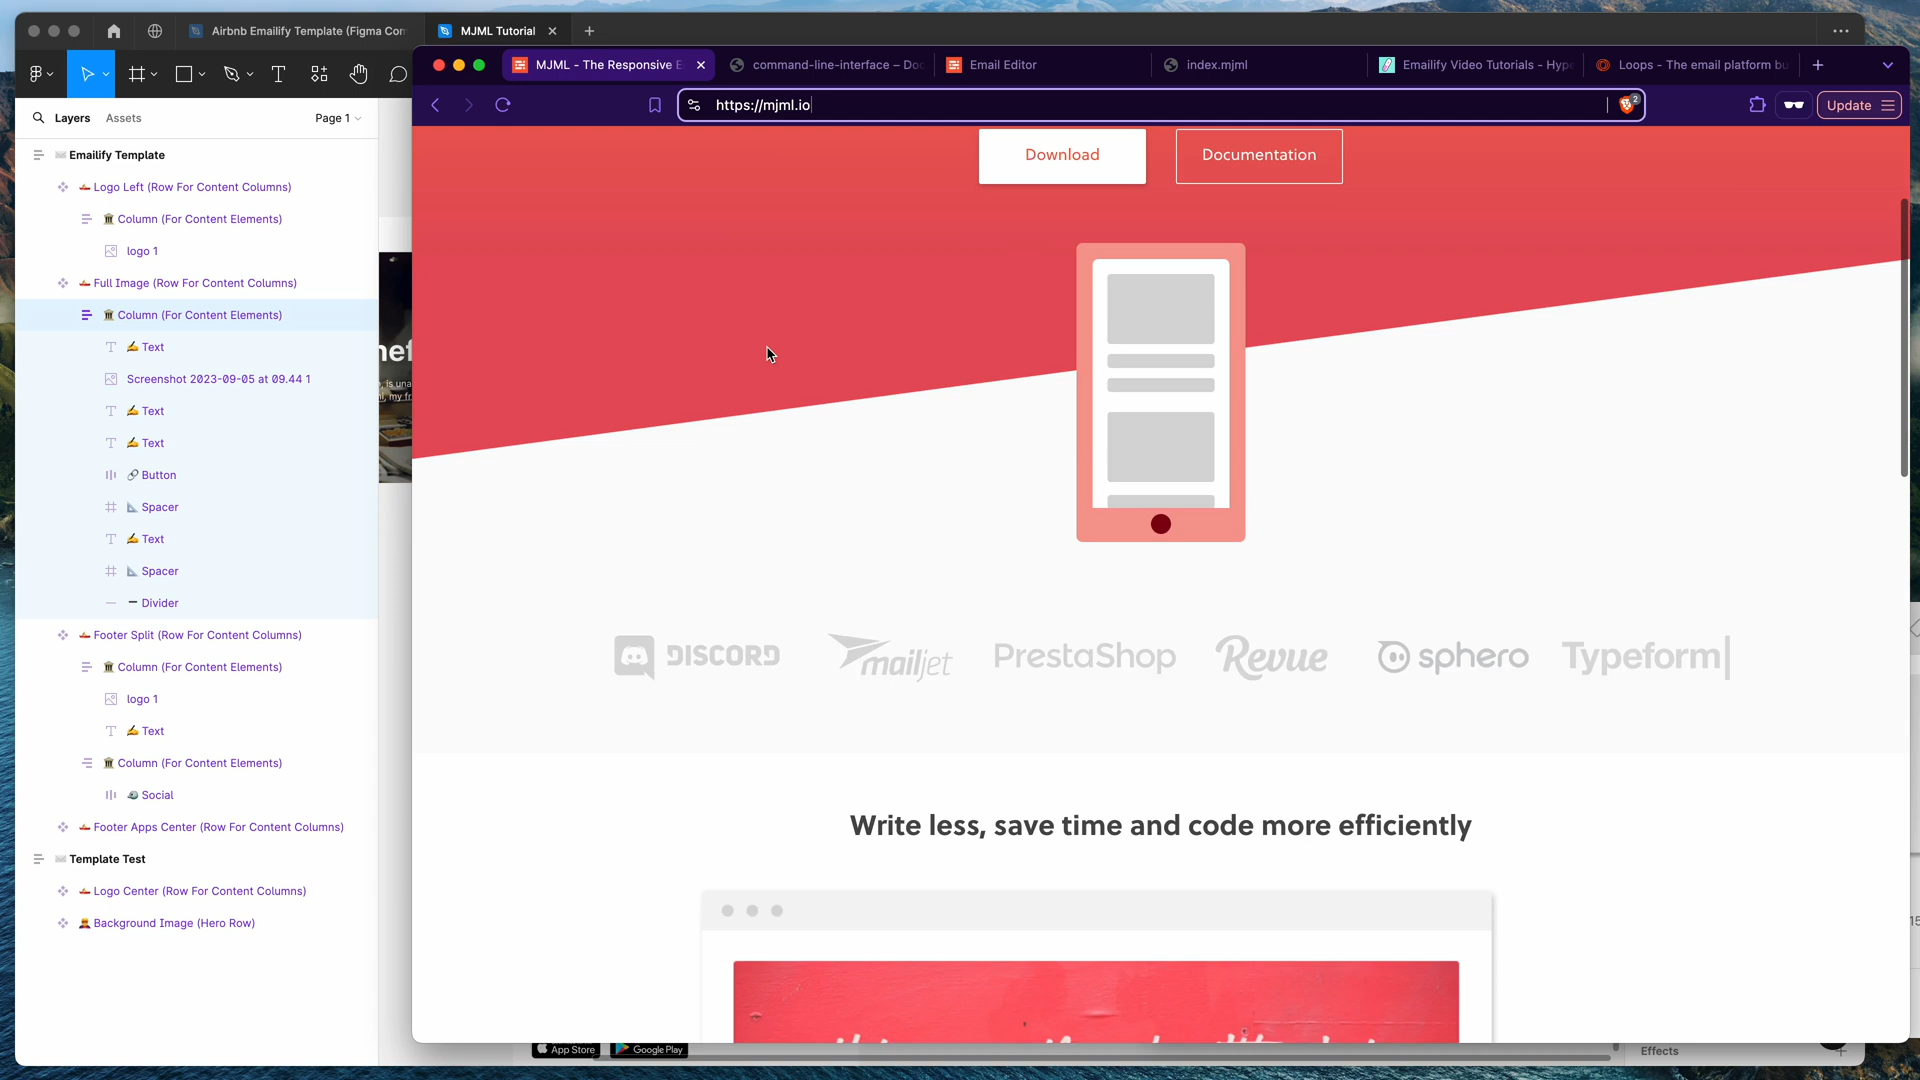 Airbnb Emailify Template (Figma Con
MJML Tutorial
MJML - The Responsive E
command-line-interface – Doc
Email Editor
index.mjml
Emailify Video Tutorials - Hype
Loops - The email platform bu
https://mjml.io
2
Update
Layers
Assets
Page 1
Emailify Template
Logo Left (Row For Content Columns)
Column (For Content Elements)
logo 1
Full Image (Row For Content Columns)
Column (For Content Elements)
Text
Screenshot 2023-09-05 at 09.44 1
Text
Text
Button
Spacer
Text
Spacer
Divider
Footer Split (Row For Content Columns)
Column (For Content Elements)
logo 1
Text
Column (For Content Elements)
Social
Footer Apps Center (Row For Content Columns)
Template Test
Logo Center (Row For Content Columns)
Background Image (Hero Row)
Download
Documentation
DISCORD
mailjet
PrestaShop
Revue
sphero
Typeform
Write less, save time and code more efficiently
App Store
Google Play
Effects